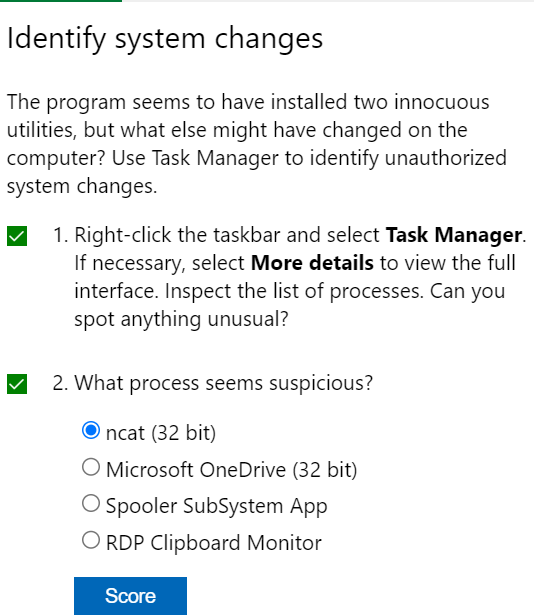 Identify system changes
The program seems to have installed two innocuous
utilities, but what else might have changed on the
computer? Use Task Manager to identify unauthorized
system changes.
1. Right-click the taskbar and select Task Manager.
If necessary, select More details to view the full
interface. Inspect the list of processes. Can you
spot anything unusual?
2. What process seems suspicious?
ncat (32 bit)
Microsoft OneDrive (32 bit)
Spooler SubSystem App
RDP Clipboard Monitor
Score